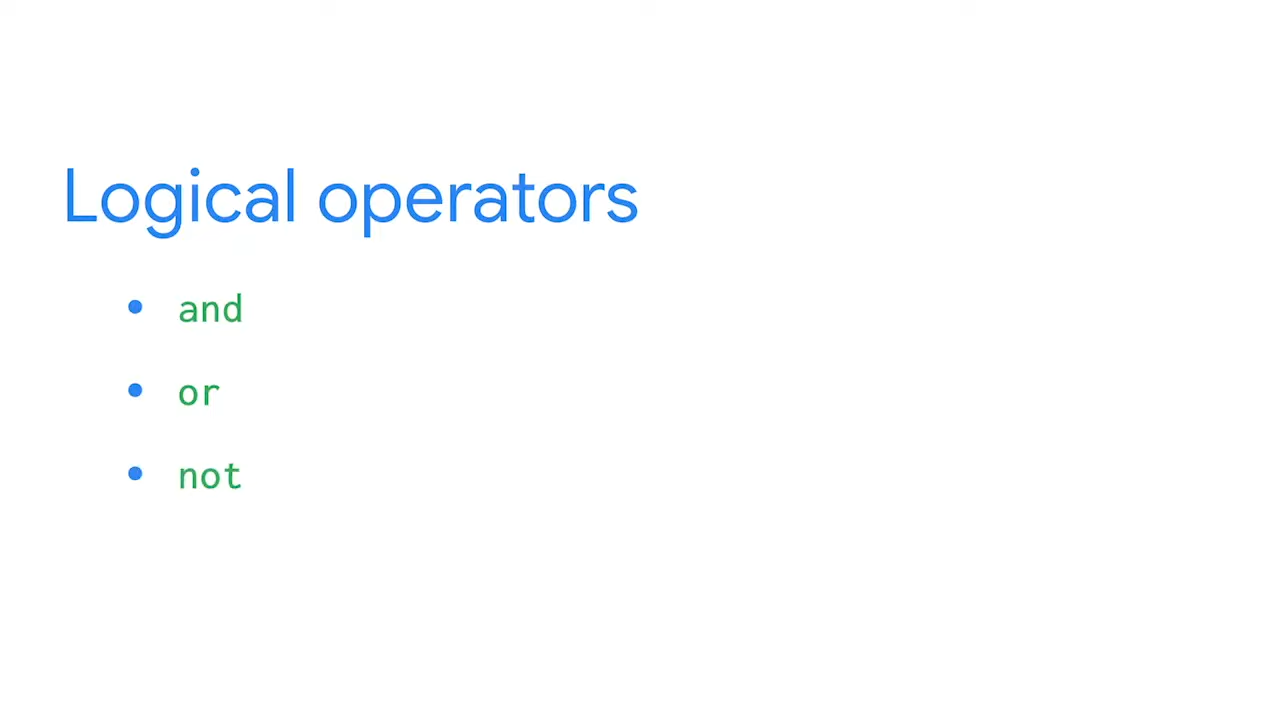 Logical operators
• and
• or
• not